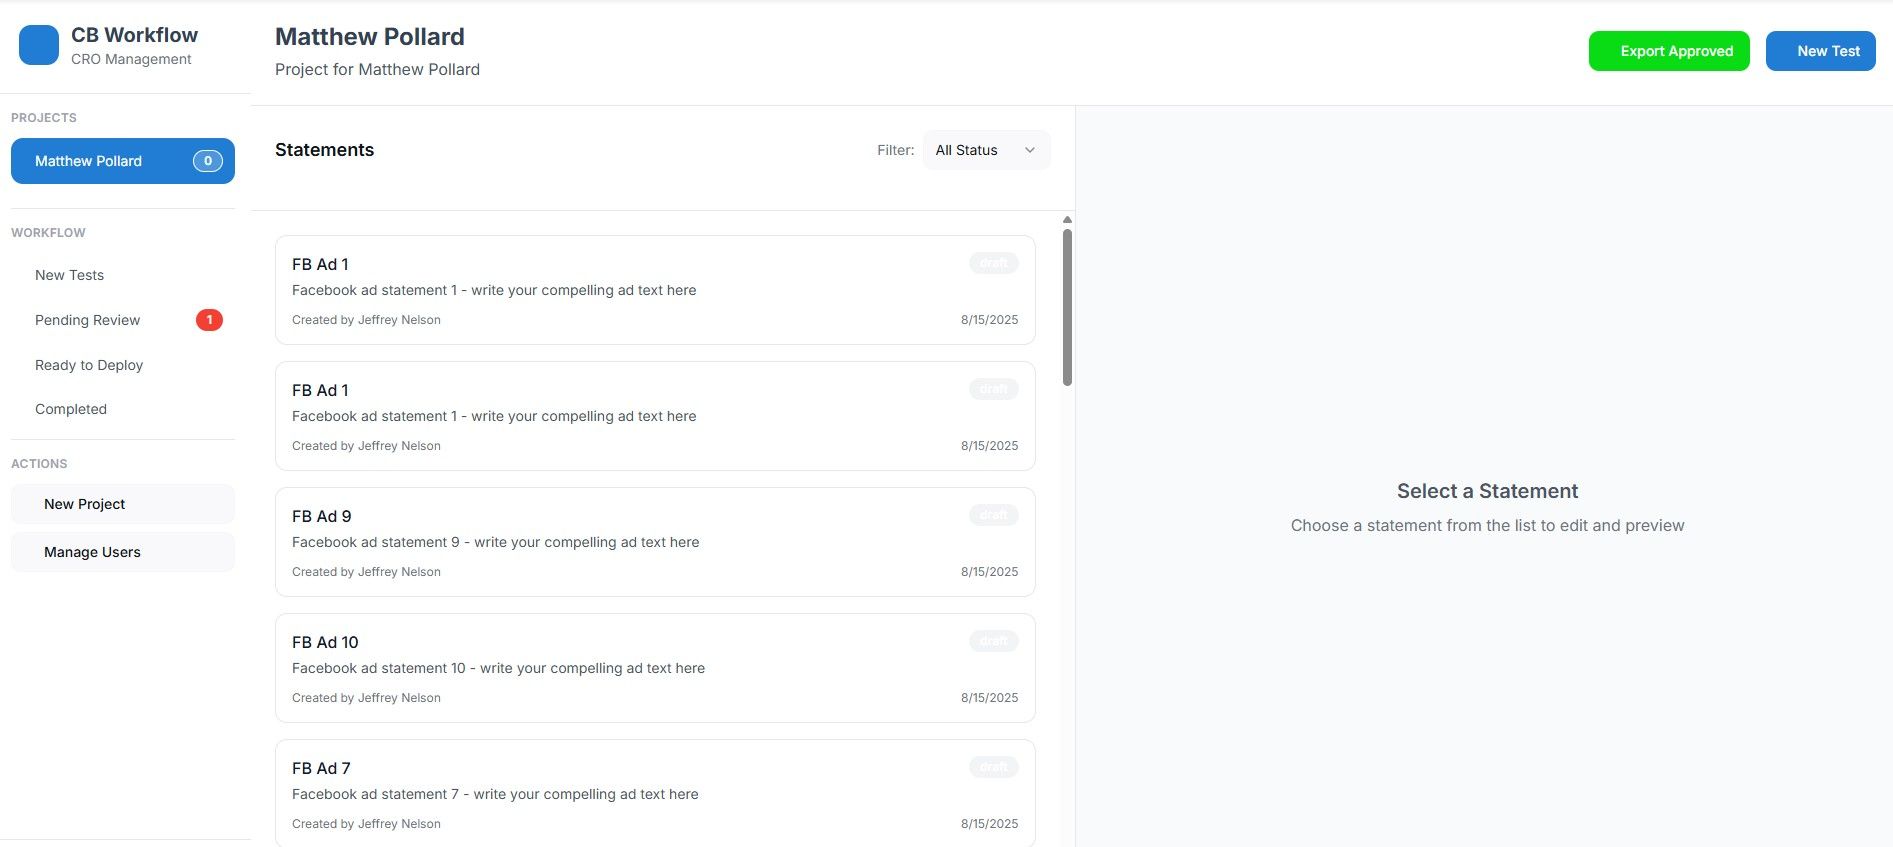 CB Workflow
CRO Management
PROJECTS
Matthew Pollard 0
WORKFLOW
New Tests
Pending Review 1
Ready to Deploy
Completed
ACTIONS
New Project
Manage Users
Matthew Pollard
Project for Matthew Pollard
Export Approved
New Test
Statements
Filter: All Status
FB Ad 1 draft
Facebook ad statement 1 - write your compelling ad text here
Created by Jeffrey Nelson 8/15/2025
FB Ad 1 draft
Facebook ad statement 1 - write your compelling ad text here
Created by Jeffrey Nelson 8/15/2025
FB Ad 9 draft
Facebook ad statement 9 - write your compelling ad text here
Created by Jeffrey Nelson 8/15/2025
FB Ad 10 draft
Facebook ad statement 10 - write your compelling ad text here
Created by Jeffrey Nelson 8/15/2025
FB Ad 7 draft
Facebook ad statement 7 - write your compelling ad text here
Created by Jeffrey Nelson 8/15/2025
Select a Statement
Choose a statement from the list to edit and preview